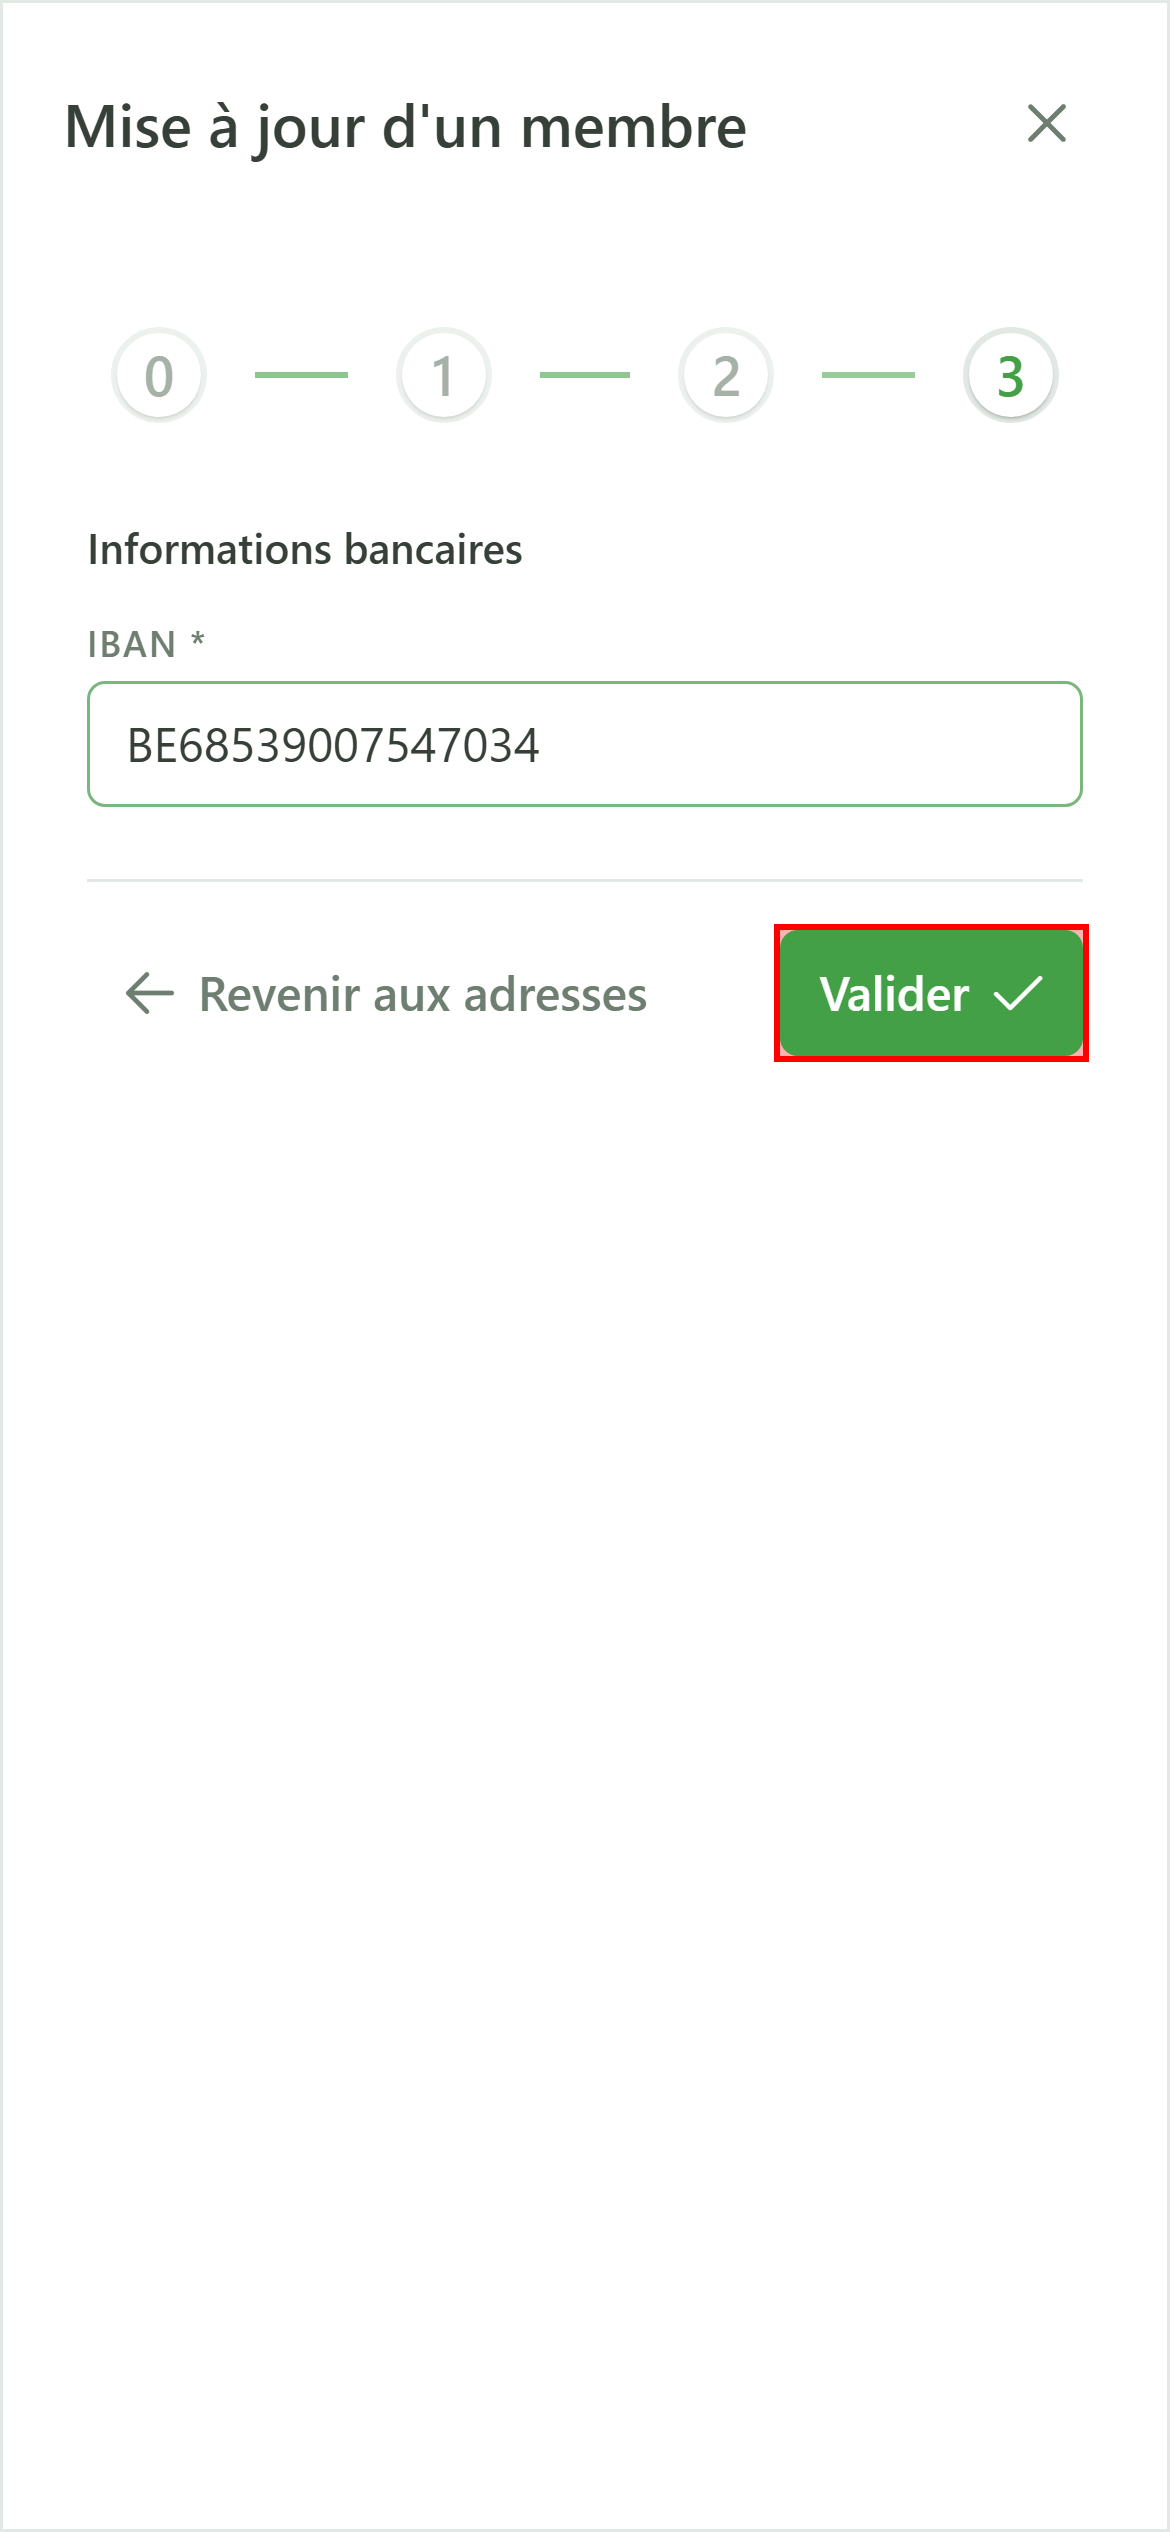 Mise à jour d'un membre
0 1 2 3
Informations bancaires
IBAN *
BE68539007547034
Revenir aux adresses
Valider